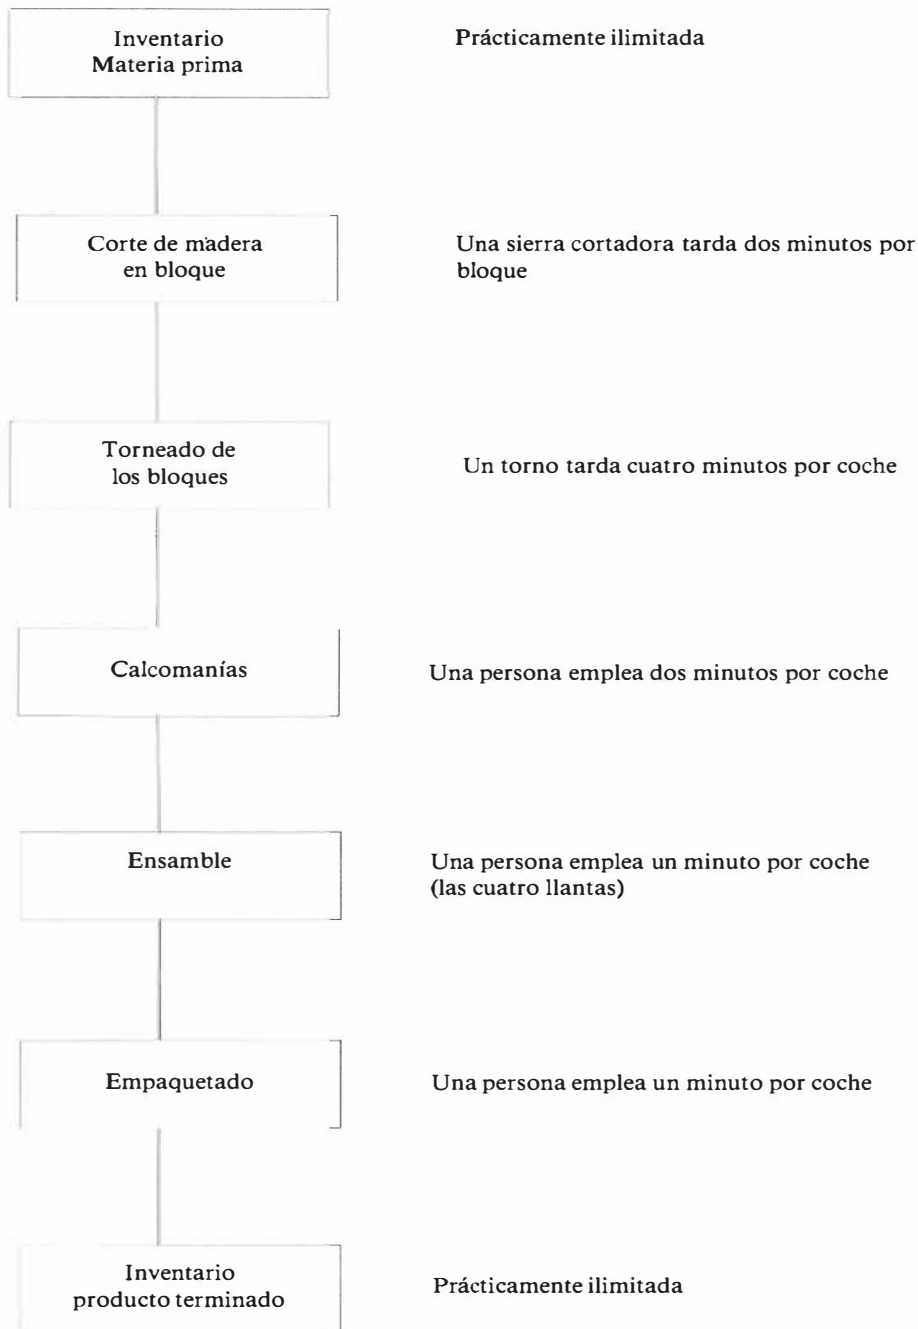 Inventario
Materia prima
Prácticamente ilimitada
Corte de madera
en bloque
Una sierra cortadora tarda dos minutos por
bloque
Torneado de
los bloques
Un torno tarda cuatro minutos por coche
Calcomanías
Una persona emplea dos minutos por coche
Ensamble
Una persona emplea un minuto por coche
(las cuatro llantas)
Empaquetado
Una persona emplea un minuto por coche
Inventario
producto terminado
Prácticamente ilimitada